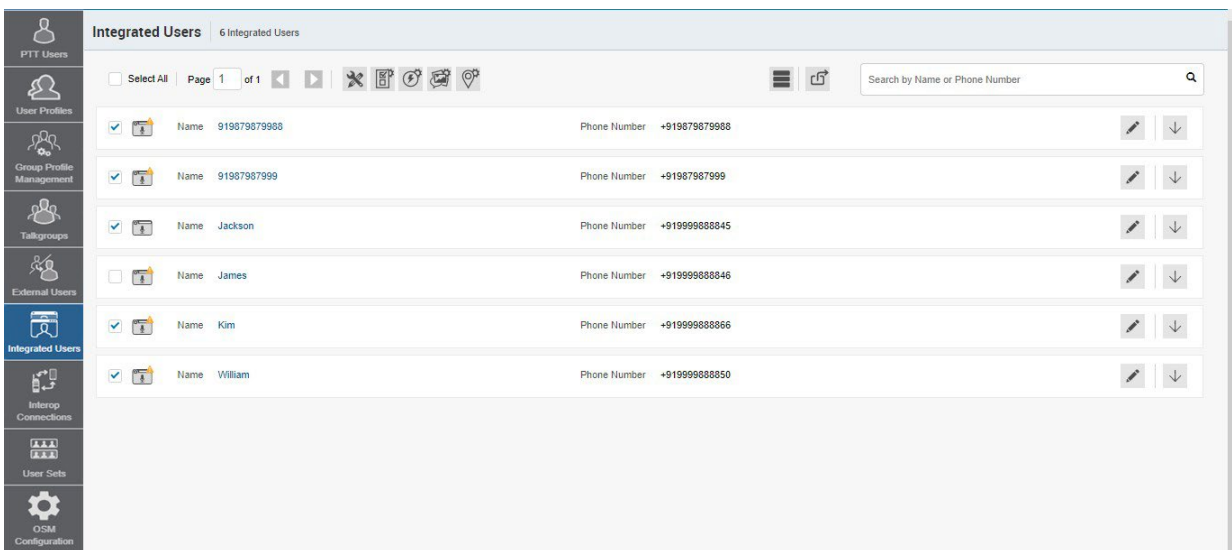 PTT Users
User Profiles
Group Profile
Management
Talkgroups
External Users
Integrated Users
Interop
Connections
User Sets
OSM
Configuration
Integrated Users 6 Integrated Users
Select All Page 1 of 1 Search by Name or Phone Number
Name 919879879988 Phone Number +919879879988
Name 91987987999 Phone Number +91987987999
Name Jackson Phone Number +919999888845
Name James Phone Number +919999888846
Name Kim Phone Number +919999888866
Name William Phone Number +919999888850